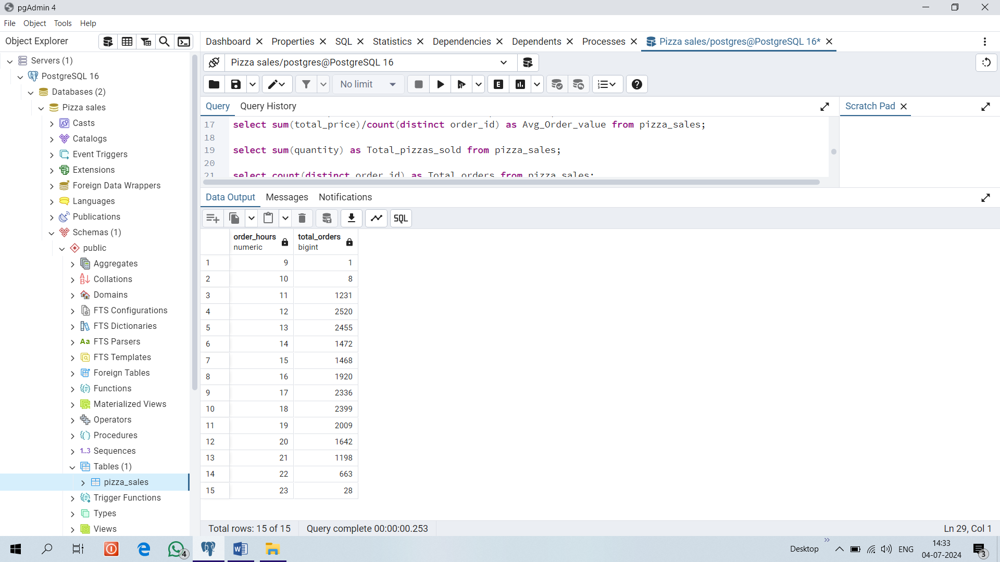 pgAdmin 4
File Object Tools Help
Object Explorer
Dashboard Properties SQL Statistics Dependencies Dependents Processes Pizza sales/postgres@PostgreSQL 16*
Servers (1)
PostgreSQL 16
Databases (2)
Pizza sales
Casts
Catalogs
Event Triggers
Extensions
Foreign Data Wrappers
Languages
Publications
Schemas (1)
public
Aggregates
Collations
Domains
FTS Configurations
FTS Dictionaries
Aa FTS Parsers
FTS Templates
Foreign Tables
Functions
Materialized Views
Operators
Procedures
1..3 Sequences
Tables (1)
pizza_sales
Trigger Functions
Types
Views
Pizza sales/postgres@PostgreSQL 16
No limit E
Query Query History
Scratch Pad
17 select sum(total_price)/count(distinct order_id) as Avg_Order_value from pizza_sales;
18
19 select sum(quantity) as Total_pizzas_sold from pizza_sales;
20
21 select count(distinct order_id) as Total_orders from pizza_sales;
Data Output Messages Notifications
SQL
order_hours total_orders
numeric bigint
1 9 1
2 10 8
3 11 1231
4 12 2520
5 13 2455
6 14 1472
7 15 1468
8 16 1920
9 17 2336
10 18 2399
11 19 2009
12 20 1642
13 21 1198
14 22 663
15 23 28
Total rows: 15 of 15 Query complete 00:00:00.253 Ln 29, Col 1
4
Desktop ENG
14:33
04-07-2024
3